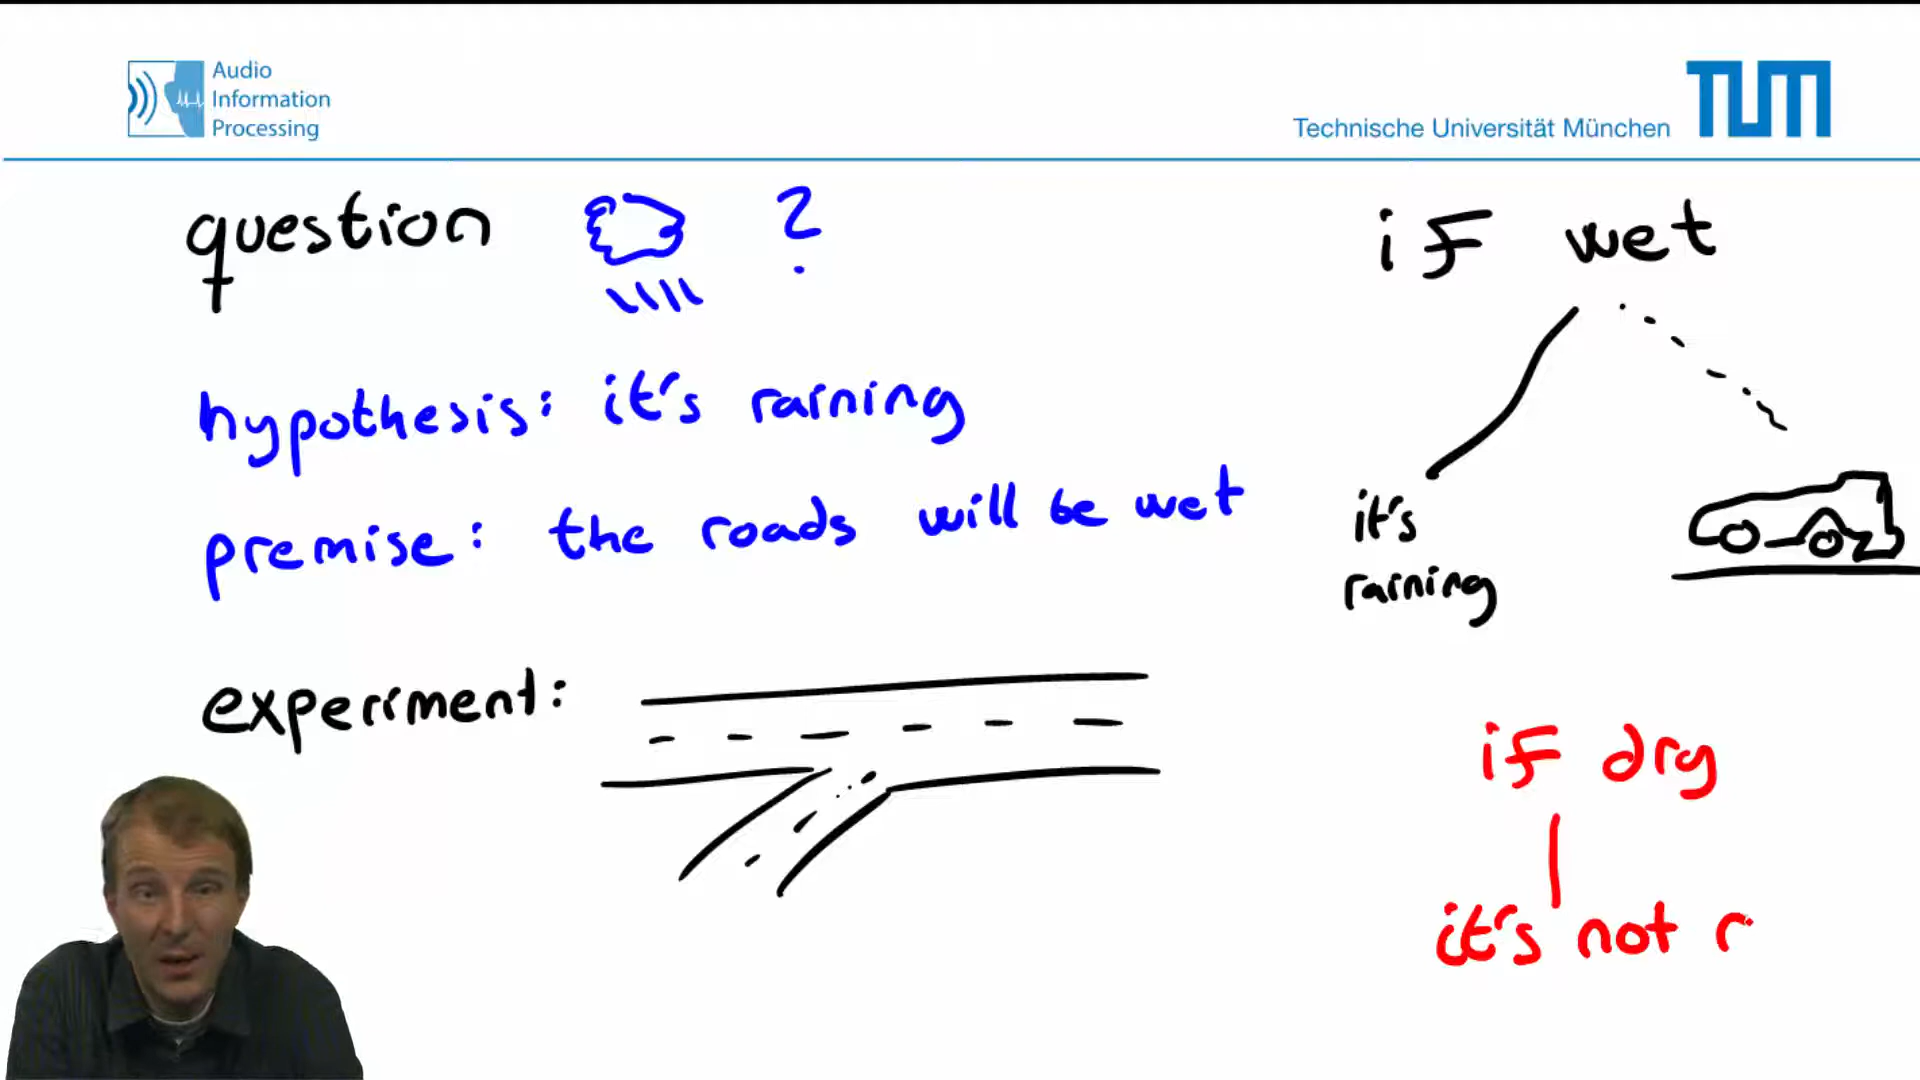 Audio
Information
Processing
Technische Universität München
TUM
question ?
hypothesis: it's raining
premise: the roads will be wet
experiment:
if wet
it's
raining
if dry
it's not r